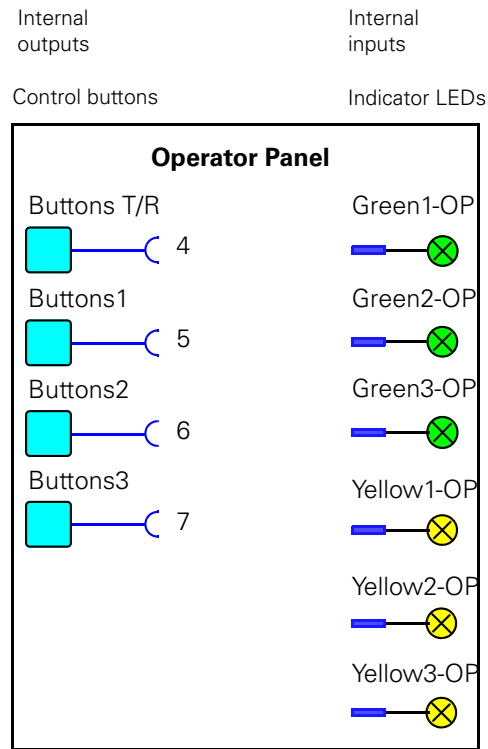 Internal
outputs
Internal
inputs
Control buttons
Indicator LEDs
Operator Panel
Buttons T/R
Green1-OP
4
Buttons1
Green2-OP
5
Buttons2
Green3-OP
6
Buttons3
Yellow1-OP
7
Yellow2-OP
Yellow3-OP